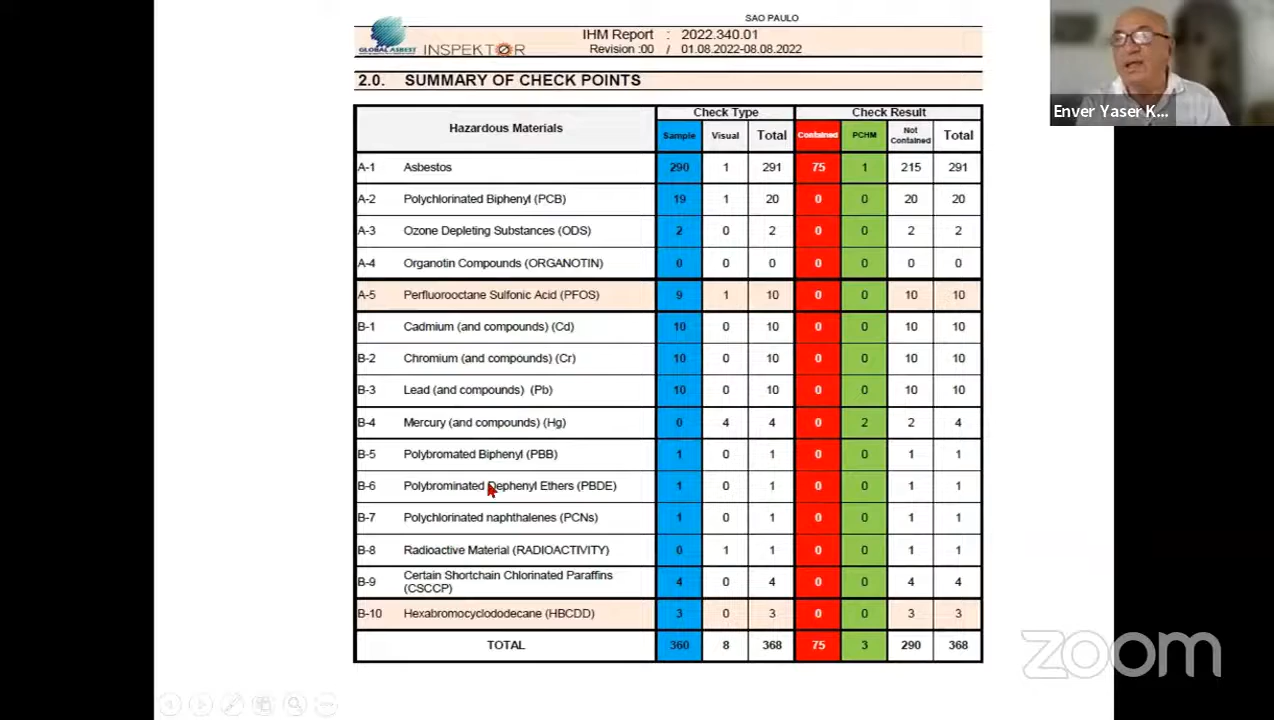 SAO PAULO
GLOBAL ASBEST
INSPEKTOR
IHM Report : 2022.340.01
Revision :00 / 01.08.2022-08.08.2022
2.0. SUMMARY OF CHECK POINTS
Hazardous Materials Check Type Check Result
Sample Visual Total Contained PCHM Not Contained Total
A-1 Asbestos 290 1 291 75 1 215 291
A-2 Polychlorinated Biphenyl (PCB) 19 1 20 0 0 20 20
A-3 Ozone Depleting Substances (ODS) 2 0 2 0 0 2 2
A-4 Organotin Compounds (ORGANOTIN) 0 0 0 0 0 0 0
A-5 Perfluorooctane Sulfonic Acid (PFOS) 9 1 10 0 0 10 10
B-1 Cadmium (and compounds) (Cd) 10 0 10 0 0 10 10
B-2 Chromium (and compounds) (Cr) 10 0 10 0 0 10 10
B-3 Lead (and compounds) (Pb) 10 0 10 0 0 10 10
B-4 Mercury (and compounds) (Hg) 0 4 4 0 2 2 4
B-5 Polybromated Biphenyl (PBB) 1 0 1 0 0 1 1
B-6 Polybrominated Dephenyl Ethers (PBDE) 1 0 1 0 0 1 1
B-7 Polychlorinated naphthalenes (PCNs) 1 0 1 0 0 1 1
B-8 Radioactive Material (RADIOACTIVITY) 0 1 1 0 0 1 1
B-9 Certain Shortchain Chlorinated Paraffins (CSCCP) 4 0 4 0 0 4 4
B-10 Hexabromocyclododecane (HBCDD) 3 0 3 0 0 3 3
TOTAL 360 8 368 75 3 290 368
Enver Yaser K...
zoom